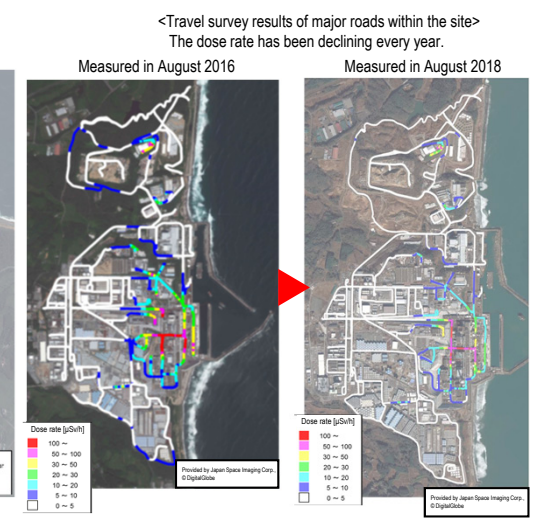 <Travel survey results of major roads within the site>
The dose rate has been declining every year.
Measured in August 2016
Measured in August 2018
Dose rate [μSv/h]
100 ～
50 ～ 100
30 ～ 50
20 ～ 30
10 ～ 20
5 ～ 10
0 ～ 5
Provided by Japan Space Imaging Corp.,
© DigitalGlobe
Dose rate [μSv/h]
100 ～
50 ～ 100
30 ～ 50
20 ～ 30
10 ～ 20
5 ～ 10
0 ～ 5
Provided by Japan Space Imaging Corp.,
© DigitalGlobe